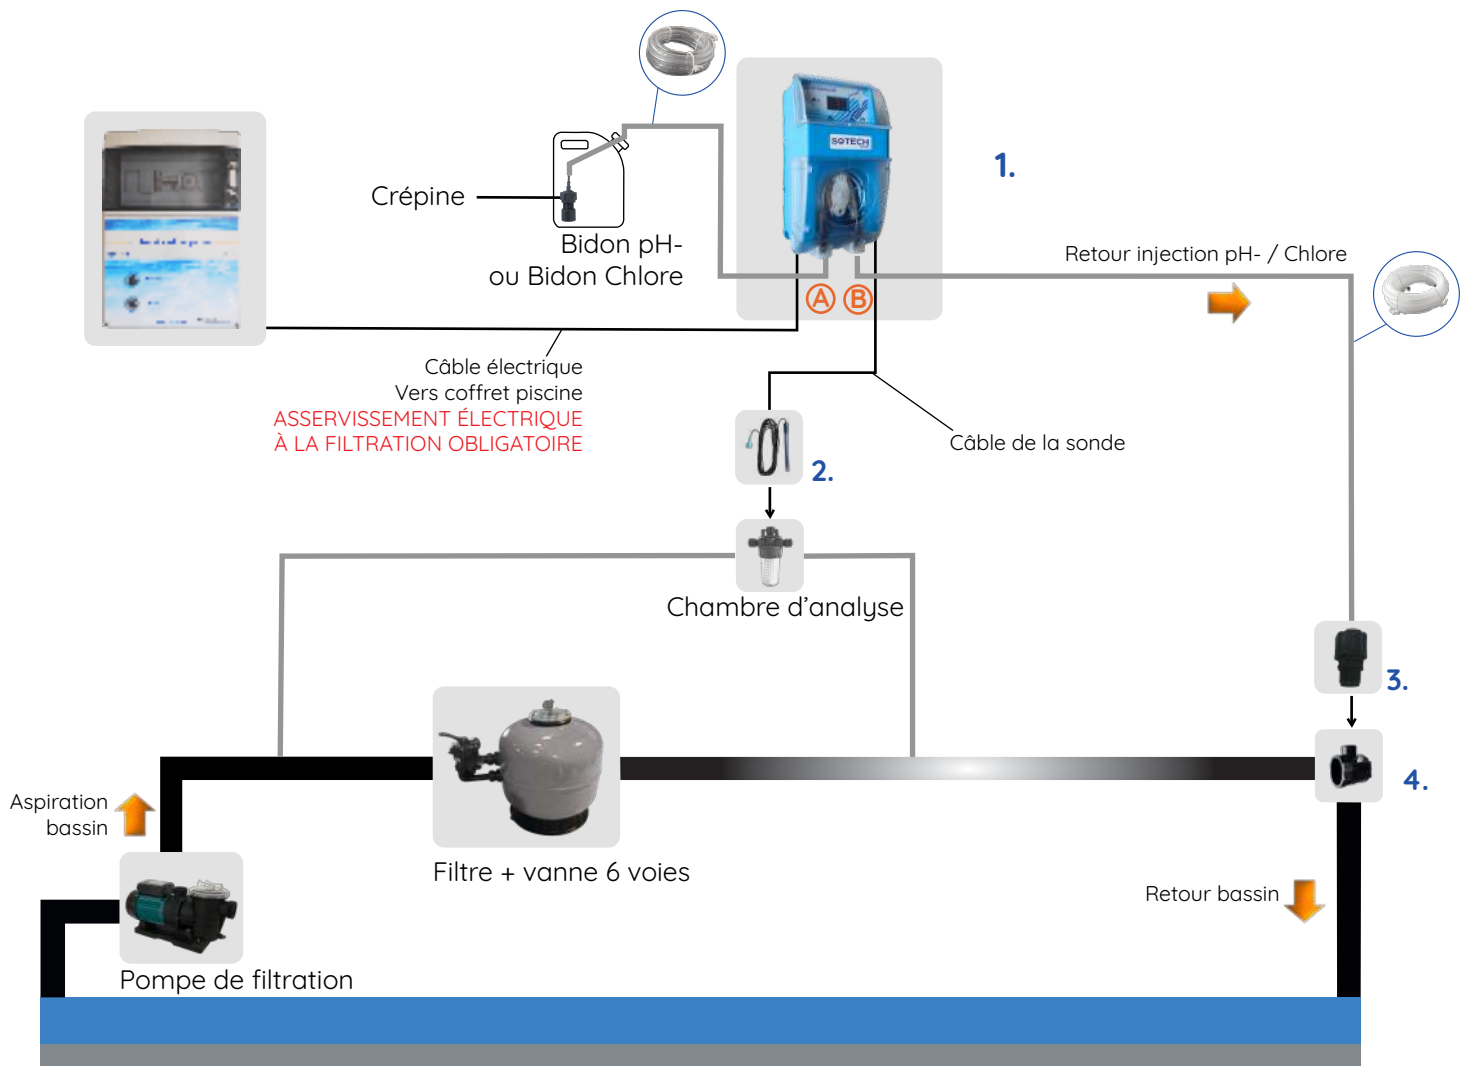 SOTECH
1.
Crépine
Bidon pH-
ou Bidon Chlore
Retour injection pH- / Chlore
A
B
Câble électrique
Vers coffret piscine
ASSERVISSEMENT ÉLECTRIQUE
À LA FILTRATION OBLIGATOIRE
Câble de la sonde
2.
Chambre d'analyse
3.
4.
Aspiration
bassin
Filtre + vanne 6 voies
Retour bassin
Pompe de filtration